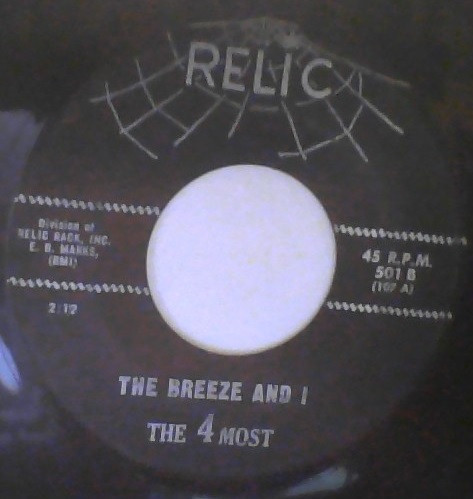 RELIC
Division of
RELIC RACK, INC.
E. B. MARKS,
(BMI)
2:12
45 R.P.M.
501 B
(107 A)
THE BREEZE AND I
THE 4 MOST